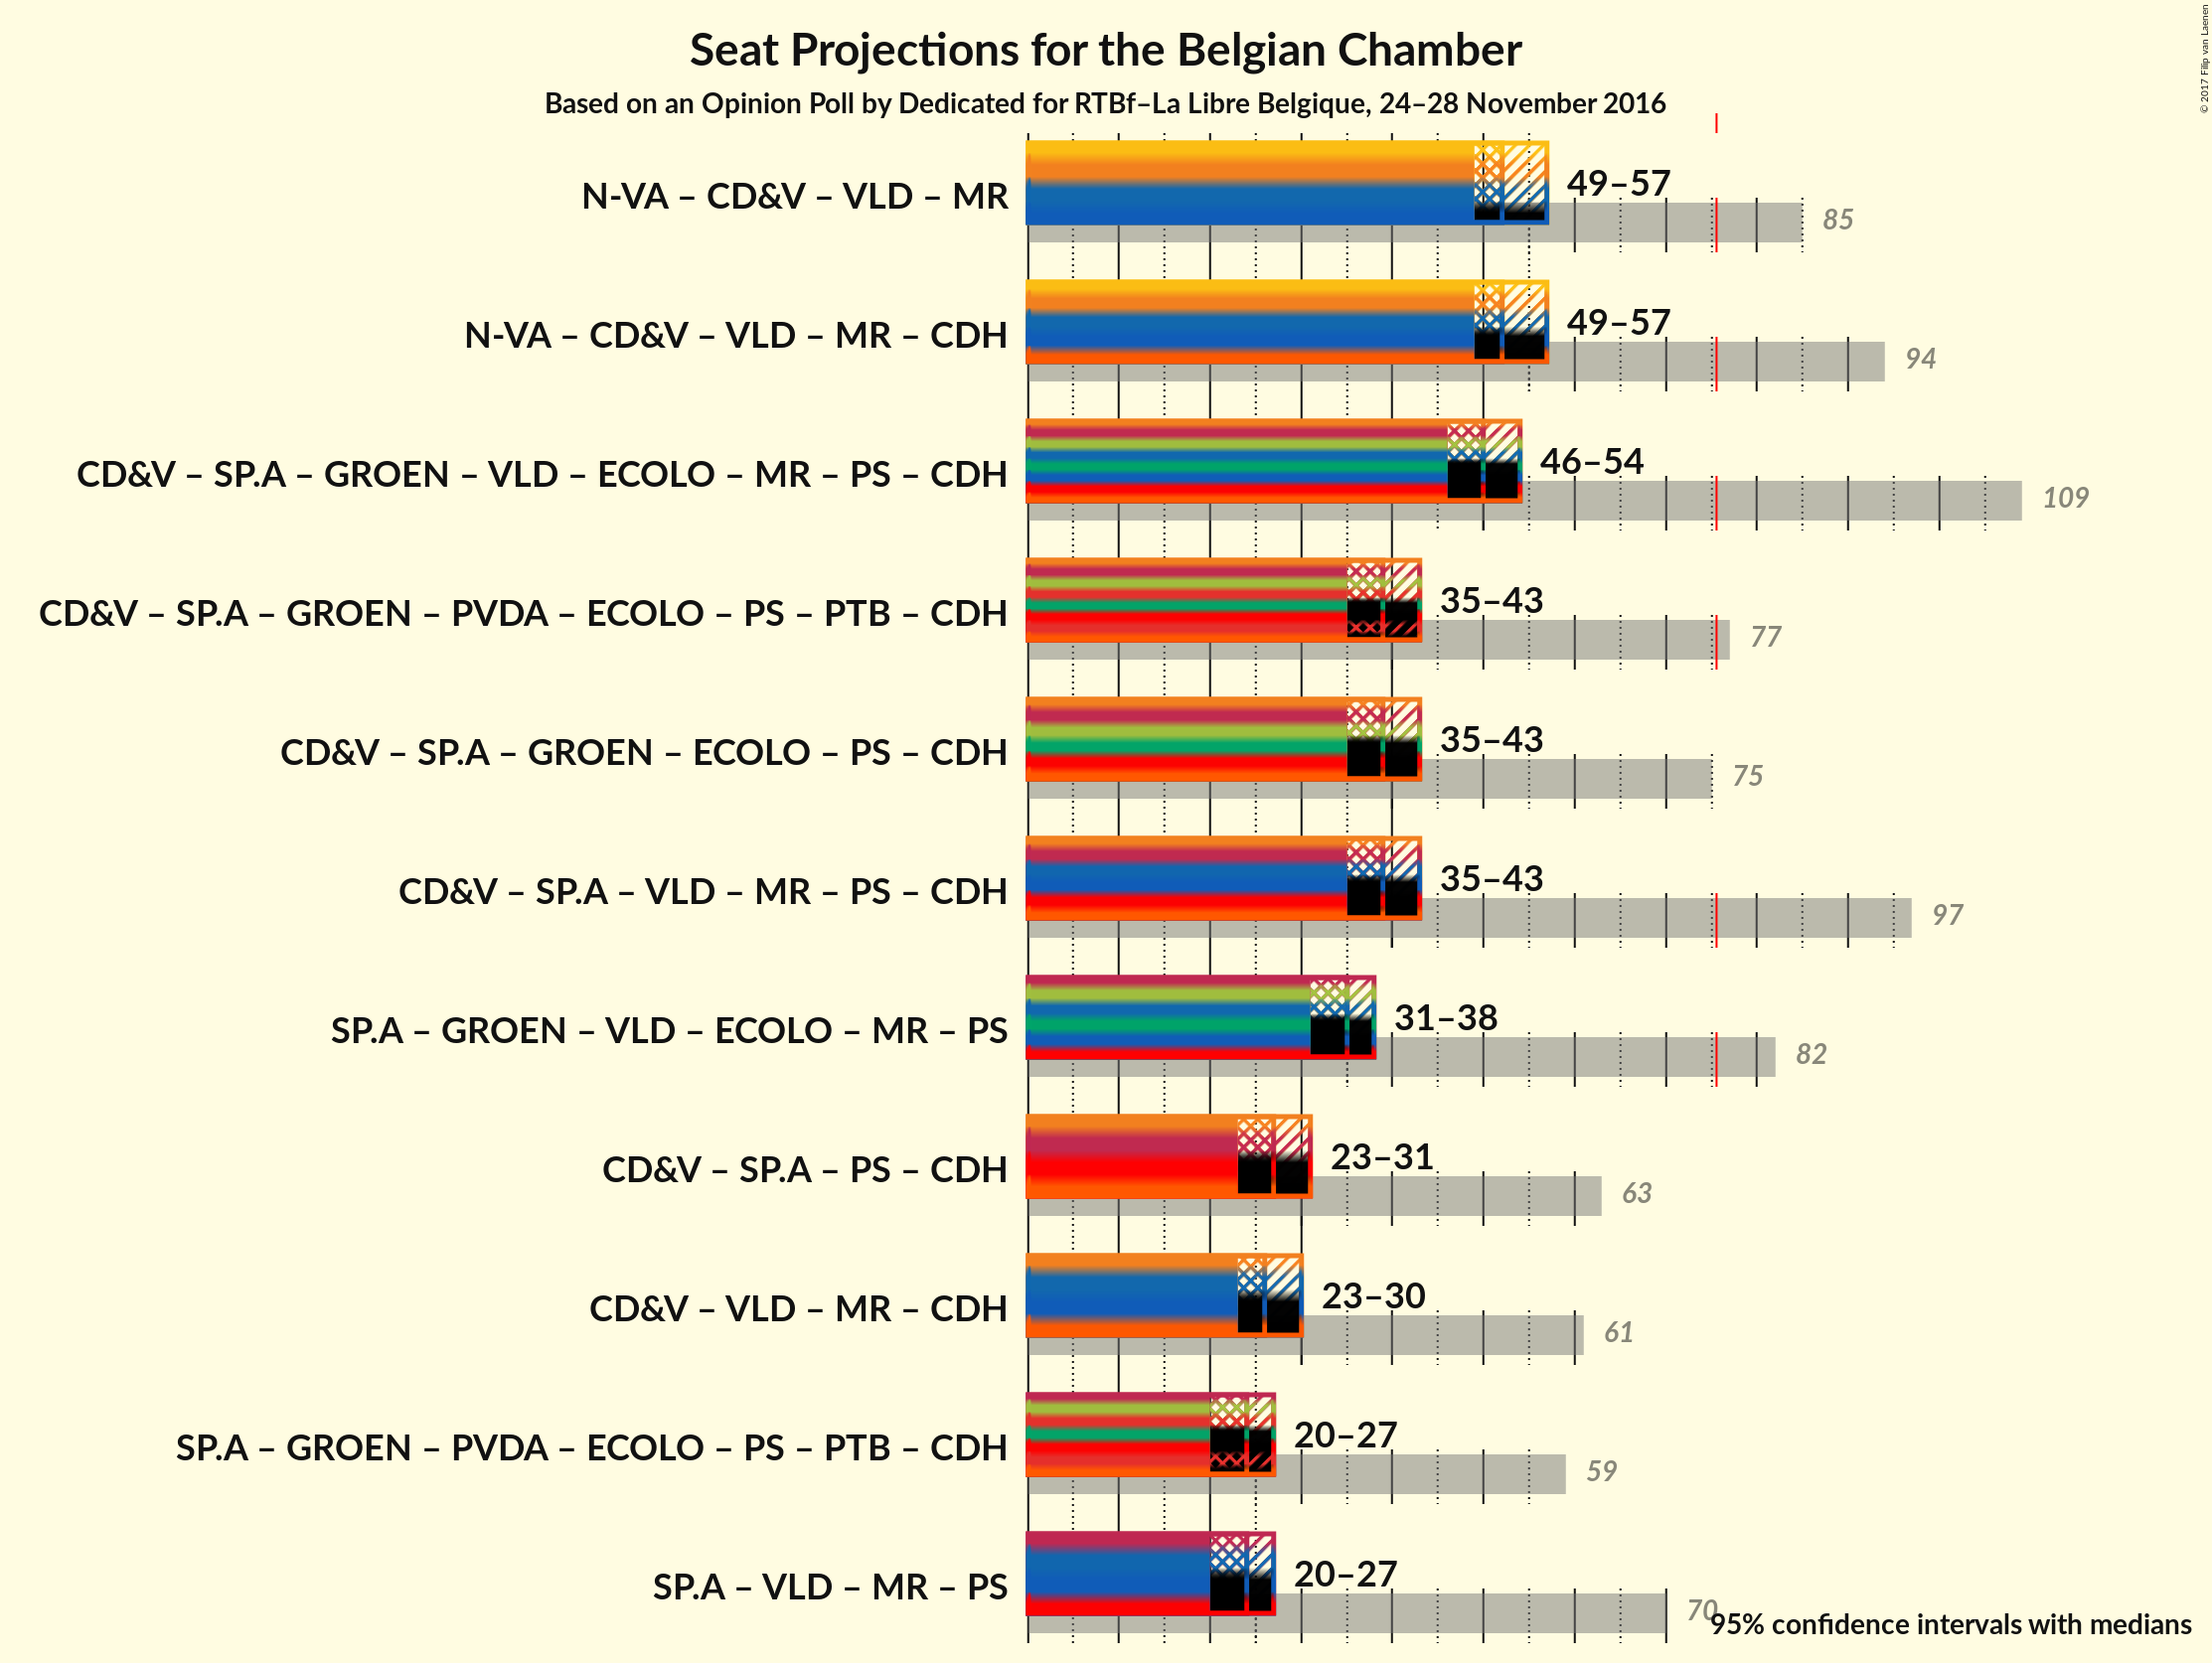 Seat Projections for the Belgian Chamber
Based on an Opinion Poll by Dedicated for RTBf–La Libre Belgique, 24–28 November 2016
© 2017 Filip van Laenen
N-VA – CD&V – VLD – MR
49–57
85
N-VA – CD&V – VLD – MR – CDH
49–57
94
CD&V – SP.A – GROEN – VLD – ECOLO – MR – PS – CDH
46–54
109
CD&V – SP.A – GROEN – PVDA – ECOLO – PS – PTB – CDH
35–43
77
CD&V – SP.A – GROEN – ECOLO – PS – CDH
35–43
75
CD&V – SP.A – VLD – MR – PS – CDH
35–43
97
SP.A – GROEN – VLD – ECOLO – MR – PS
31–38
82
CD&V – SP.A – PS – CDH
23–31
63
CD&V – VLD – MR – CDH
23–30
61
SP.A – GROEN – PVDA – ECOLO – PS – PTB – CDH
20–27
59
SP.A – VLD – MR – PS
20–27
70
95% confidence intervals with medians